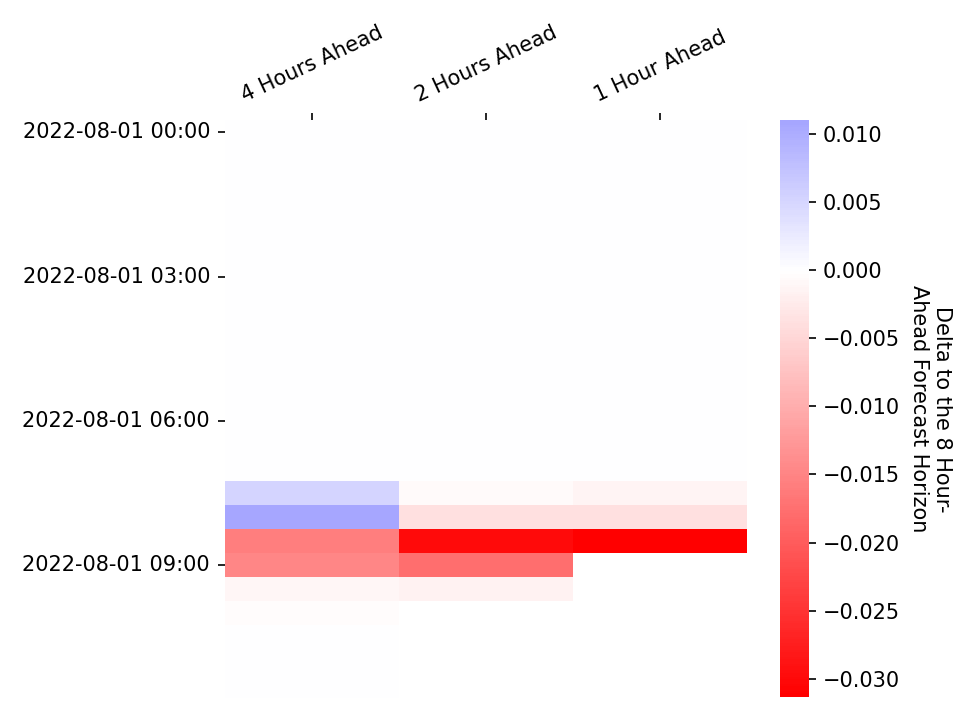 4 Hours Ahead
2 Hours Ahead
1 Hour Ahead
2022-08-01 00:00
2022-08-01 03:00
2022-08-01 06:00
2022-08-01 09:00
0.010
0.005
0.000
−0.005
−0.010
−0.015
−0.020
−0.025
−0.030
Delta to the 8 Hour-
Ahead Forecast Horizon